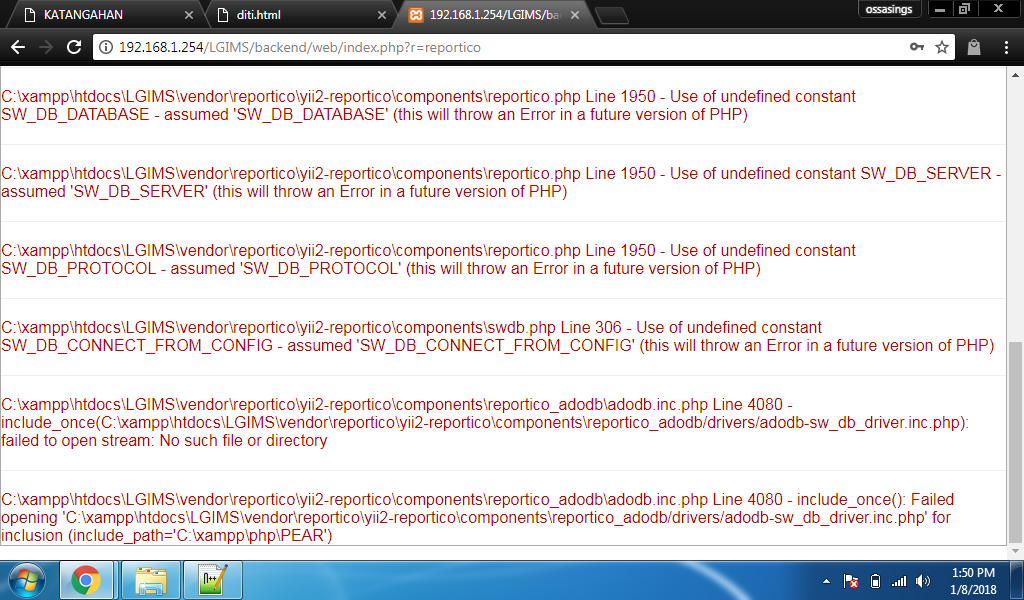 KATANGAHAN
diti.html
192.168.1.254/LGIMS/ba
ossasings
192.168.1.254/LGIMS/backend/web/index.php?r=reportico
C:\xampp\htdocs\LGIMS\vendor\reportico\yii2-reportico\components\reportico.php Line 1950 - Use of undefined constant
SW_DB_DATABASE - assumed 'SW_DB_DATABASE' (this will throw an Error in a future version of PHP)
C:\xampp\htdocs\LGIMS\vendor\reportico\yii2-reportico\components\reportico.php Line 1950 - Use of undefined constant SW_DB_SERVER -
assumed 'SW_DB_SERVER' (this will throw an Error in a future version of PHP)
C:\xampp\htdocs\LGIMS\vendor\reportico\yii2-reportico\components\reportico.php Line 1950 - Use of undefined constant
SW_DB_PROTOCOL - assumed 'SW_DB_PROTOCOL' (this will throw an Error in a future version of PHP)
C:\xampp\htdocs\LGIMS\vendor\reportico\yii2-reportico\components\swdb.php Line 306 - Use of undefined constant
SW_DB_CONNECT_FROM_CONFIG - assumed 'SW_DB_CONNECT_FROM_CONFIG' (this will throw an Error in a future version of PHP)
C:\xampp\htdocs\LGIMS\vendor\reportico\yii2-reportico\components\reportico_adodb\adodb.inc.php Line 4080 -
include_once(C:\xampp\htdocs\LGIMS\vendor\reportico\yii2-reportico\components\reportico_adodb/drivers/adodb-sw_db_driver.inc.php):
failed to open stream: No such file or directory
C:\xampp\htdocs\LGIMS\vendor\reportico\yii2-reportico\components\reportico_adodb\adodb.inc.php Line 4080 - include_once(): Failed
opening 'C:\xampp\htdocs\LGIMS\vendor\reportico\yii2-reportico\components\reportico_adodb/drivers/adodb-sw_db_driver.inc.php' for
inclusion (include_path='C:\xampp\php\PEAR')
1:50 PM
1/8/2018